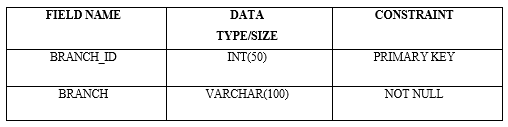 FIELD NAME DATA TYPE/SIZE CONSTRAINT
BRANCH_ID INT(50) PRIMARY KEY
BRANCH VARCHAR(100) NOT NULL